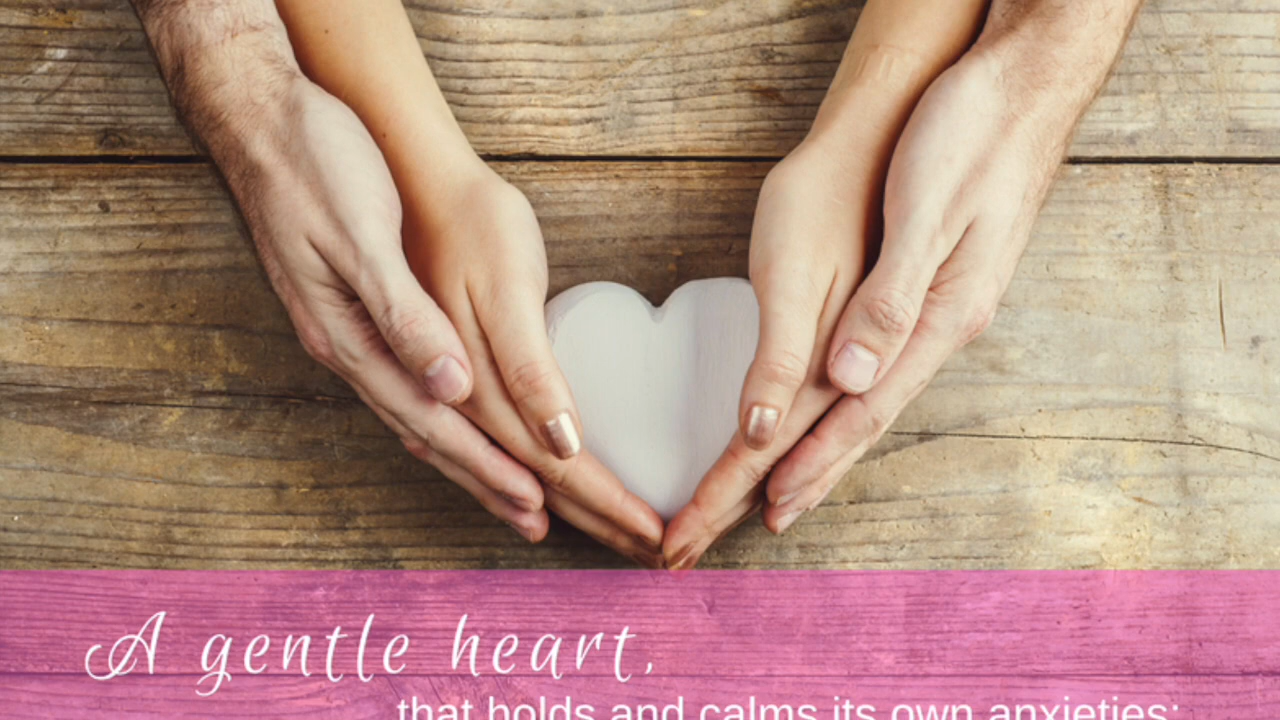 A gentle heart,
that holds and calms its own anxieties;